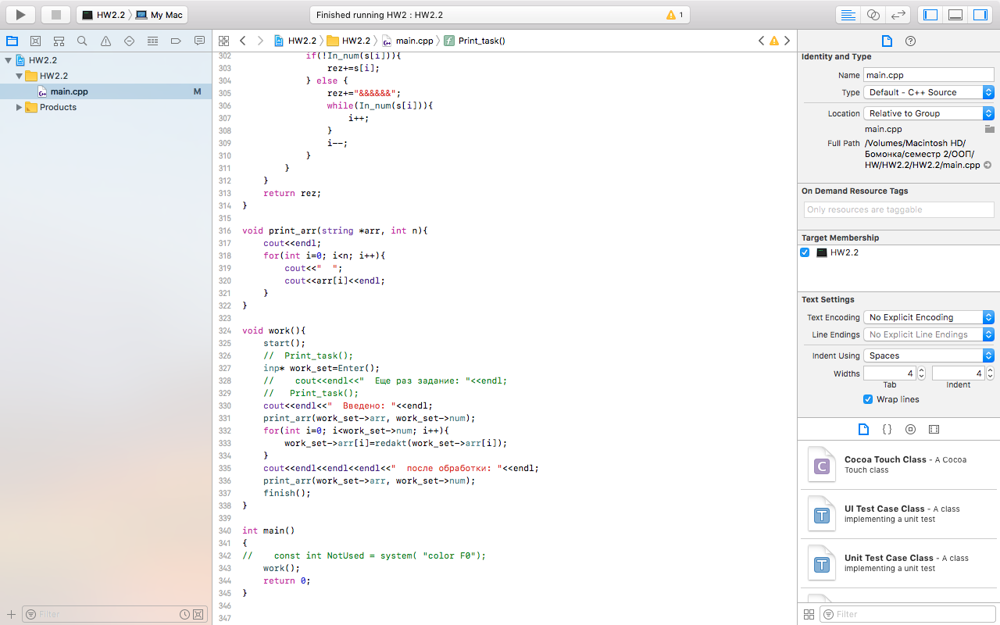 HW2.2 My Mac
Finished running HW2 : HW2.2
1
HW2.2
HW2.2
main.cpp
M
Products
Filter
HW2.2 HW2.2 main.cpp Print_task()
302 if(!In_num(s[i])){
303 rez+=s[i];
304 } else {
305 rez+="&&&&&&";
306 while(In_num(s[i])){
307 i++;
308 }
309 i--;
310 }
311 }
312 }
313 return rez;
314 }
315
316 void print_arr(string *arr, int n){
317 cout<<endl;
318 for(int i=0; i<n; i++){
319 cout<<"  ";
320 cout<<arr[i]<<endl;
321 }
322 }
323
324 void work(){
325 start();
326 //  Print_task();
327 inp* work_set=Enter();
328 //    cout<<endl<<"  Еще раз задание: "<<endl;
329 //   Print_task();
330 cout<<endl<<"  Введено: "<<endl;
331 print_arr(work_set->arr, work_set->num);
332 for(int i=0; i<work_set->num; i++){
333 work_set->arr[i]=redakt(work_set->arr[i]);
334 }
335 cout<<endl<<endl<<endl<<"  после обработки: "<<endl;
336 print_arr(work_set->arr, work_set->num);
337 finish();
338 }
339
340 int main()
341 {
342 //    const int NotUsed = system( "color F0");
343 work();
344 return 0;
345 }
346
347
Identity and Type
Name main.cpp
Type Default - C++ Source
Location Relative to Group
main.cpp
Full Path /Volumes/Macintosh HD/
Бомонка/семестр 2/ООП/
HW/HW2.2/HW2.2/main.cpp
On Demand Resource Tags
Only resources are taggable
Target Membership
HW2.2
Text Settings
Text Encoding No Explicit Encoding
Line Endings No Explicit Line Endings
Indent Using Spaces
Widths 4 4
Tab Indent
Wrap lines
{}
C
Cocoa Touch Class - A Cocoa
Touch class
T
UI Test Case Class - A class
implementing a unit test
T
Unit Test Case Class - A class
implementing a unit test
Filter